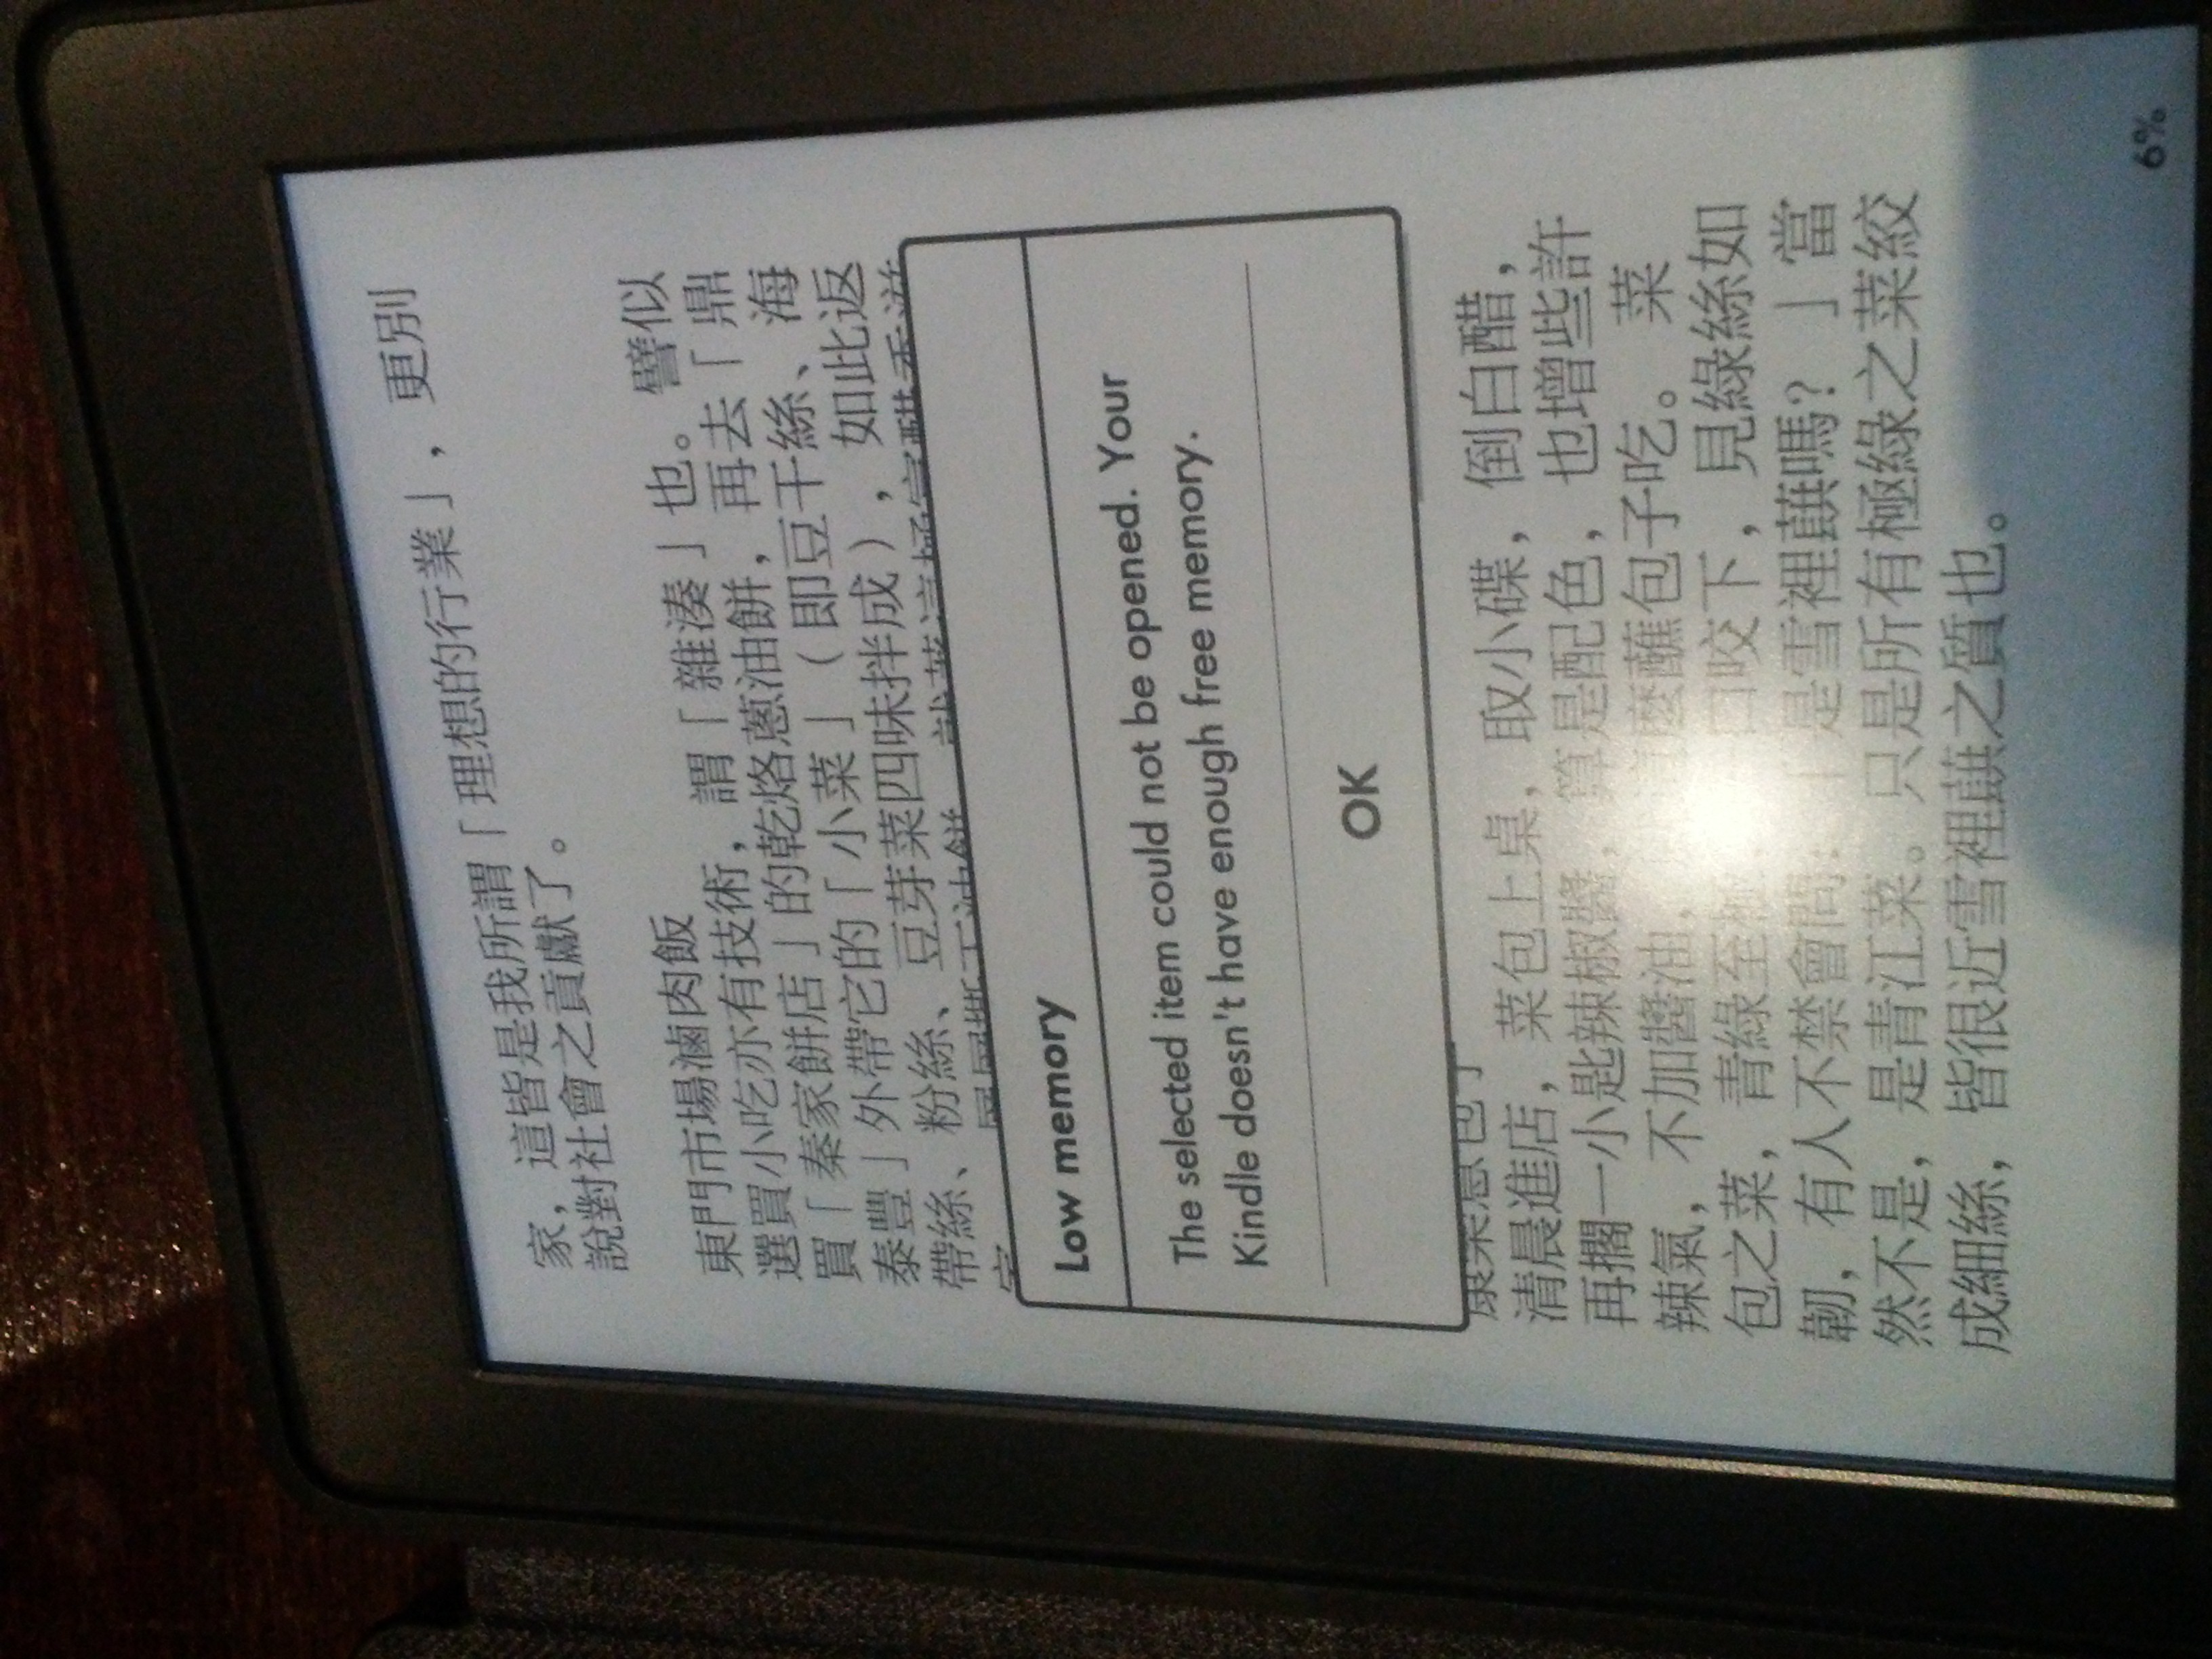 家，這皆是我所謂「理想的行業」，更別
說對社會之貢獻了。
東門市場滷肉飯
選買小吃亦有技術，謂「雜湊」也。譬似
買「秦家餅店」的乾烙蔥油餅，再去「鼎
泰豐」外帶它的「小菜」（即豆干絲、海
帶絲、粉絲、豆芽菜四味拌成），如此返
Low memory
The selected item could not be opened. Your
Kindle doesn't have enough free memory.
OK
清晨進店，菜包上桌，取小碟，倒白醋，
再擱一小匙辣椒醬，算是配色，也增些許
辣氣，不加醬油，麼蘸包子吃。菜
包之菜，青綠至咬下，見綠絲如
韌，有人不禁會問：「是雪裡蕻嗎？」當
然不是，是青江菜。只是所有極綠之菜絞
成細絲，皆很近雪裡蕻之質也。
6%